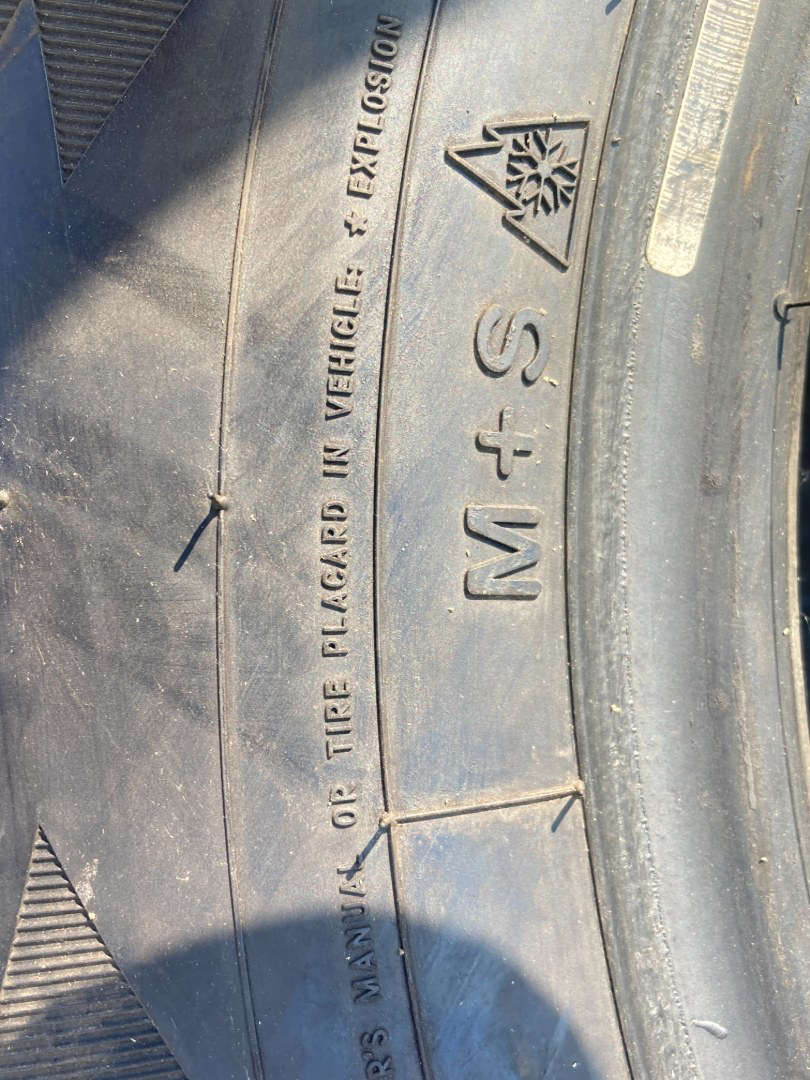 R'S MANUAL OR TIRE PLACARD IN VEHICLE: * EXPLOSION
M+S